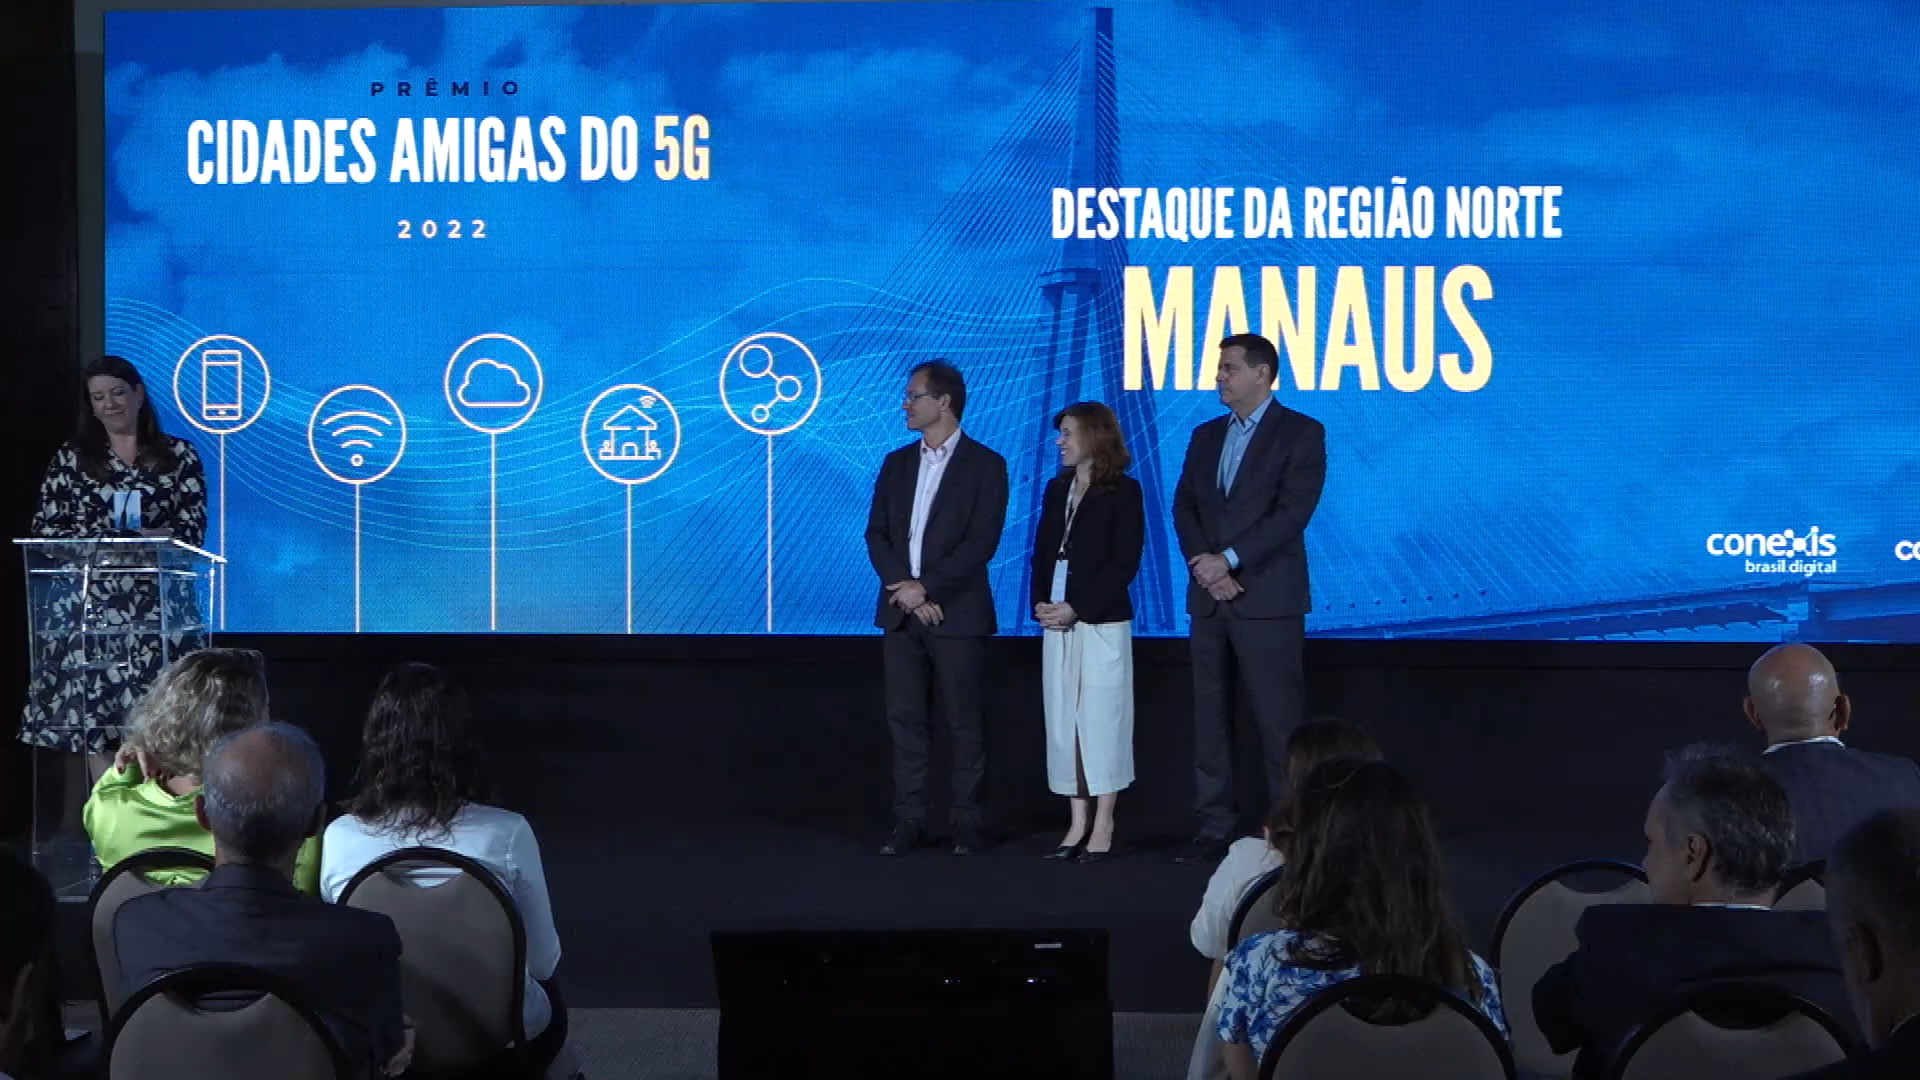 PRÊMIO
CIDADES AMIGAS DO 5G
2022
DESTAQUE DA REGIÃO NORTE
MANAUS
conexis
brasil digital